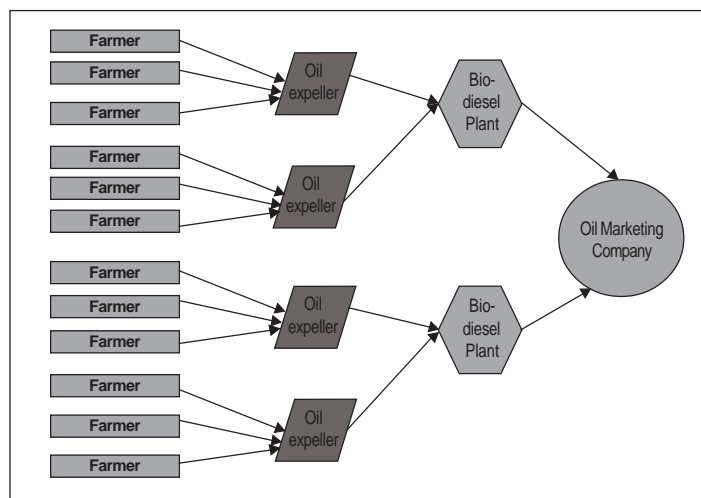 Farmer
Farmer
Farmer
Oil
expeller
Farmer
Farmer
Farmer
Oil
expeller
Bio-
diesel
Plant
Farmer
Farmer
Farmer
Oil
expeller
Farmer
Farmer
Farmer
Oil
expeller
Bio-
diesel
Plant
Oil Marketing
Company